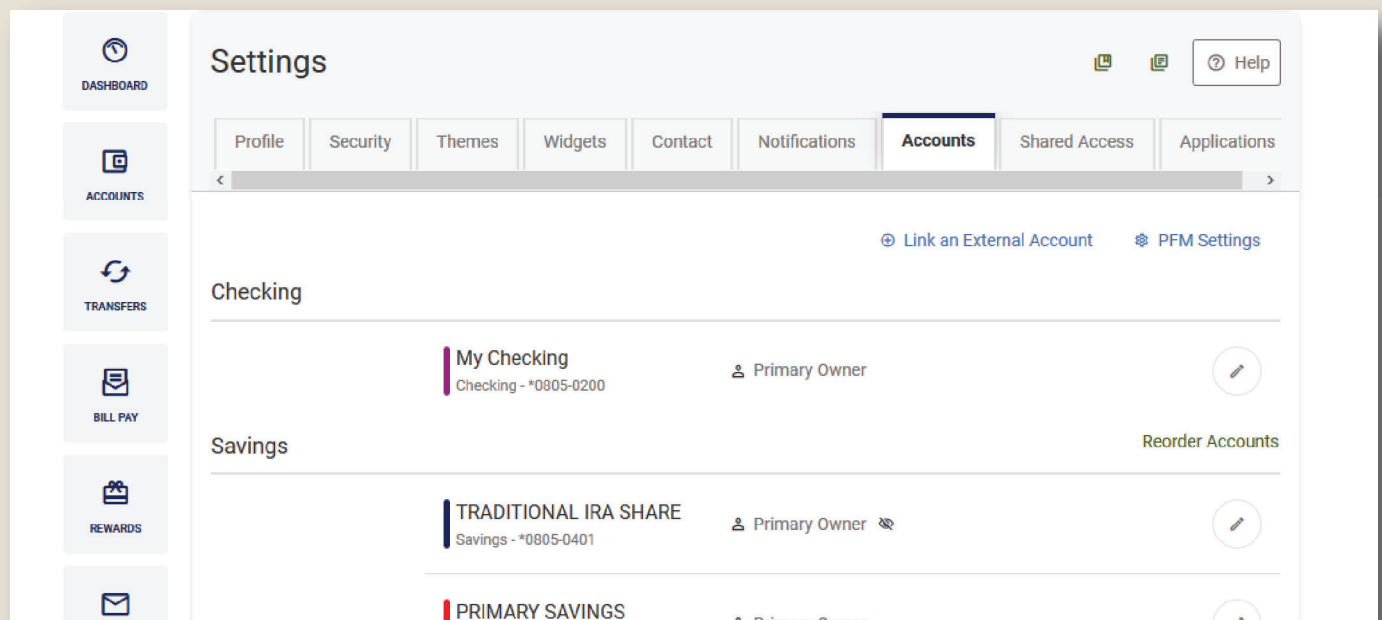 Settings
Help
DASHBOARD
Profile
Security
Themes
Widgets
Contact
Notifications
Accounts
Shared Access
Applications
ACCOUNTS
Link an External Account
PFM Settings
TRANSFERS
Checking
My Checking
Checking - *0805-0200
Primary Owner
BILL PAY
Savings
Reorder Accounts
REWARDS
TRADITIONAL IRA SHARE
Savings - *0805-0401
Primary Owner
PRIMARY SAVINGS
Primary Owner